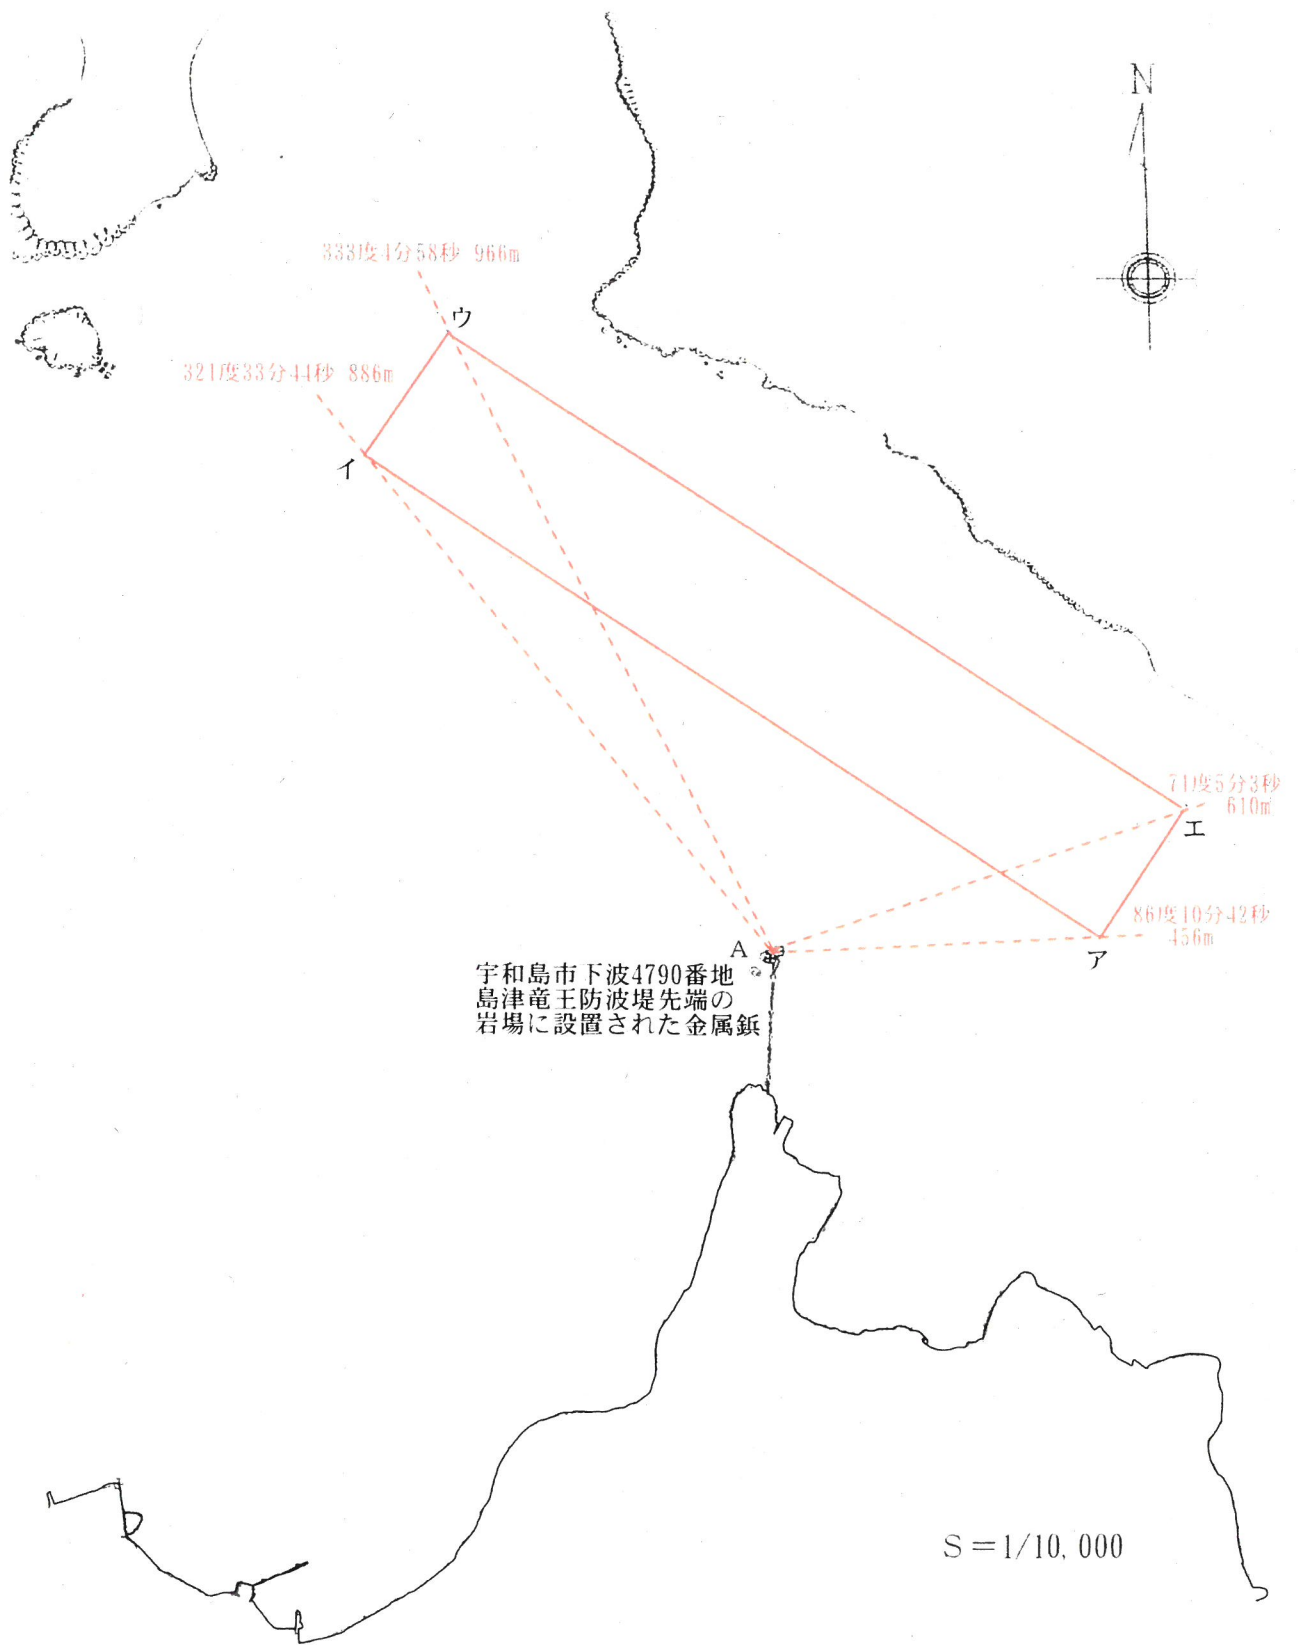 N
333度4分58秒 966m
ウ
321度33分44秒 886m
イ
71度5分3秒
610m
エ
86度10分42秒
456m
ア
A
宇和島市下波4790番地
島津竜王防波堤先端の
岩場に設置された金属鋲
S=1/10,000